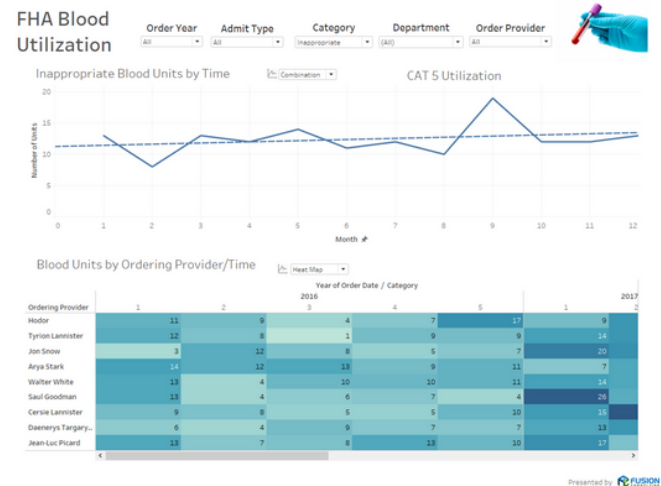 FHA Blood
Utilization
Order Year Admit Type Category Department Order Provider
All All Inappropriate (All) All
Inappropriate Blood Units by Time Combination CAT 5 Utilization
20
15
10
5
0
Number of Units
0 1 2 3 4 5 6 7 8 9 10 11 12
Month
Blood Units by Ordering Provider/Time Heat Map
Year of Order Date / Category
2016 2017
Ordering Provider 1 2 3 4 5 1 2
Hodor 11 9 4 7 17 9
Tyrion Lannister 12 8 1 9 9 14
Jon Snow 3 12 8 5 7 20
Arya Stark 14 12 13 9 11 7
Walter White 13 4 10 10 11 14
Saul Goodman 13 4 6 7 4 26
Cersie Lannister 9 8 5 5 10 15
Daenerys Targary... 6 4 9 7 7 13
Jean-Luc Picard 13 7 8 13 10 17
Presented by FUSION